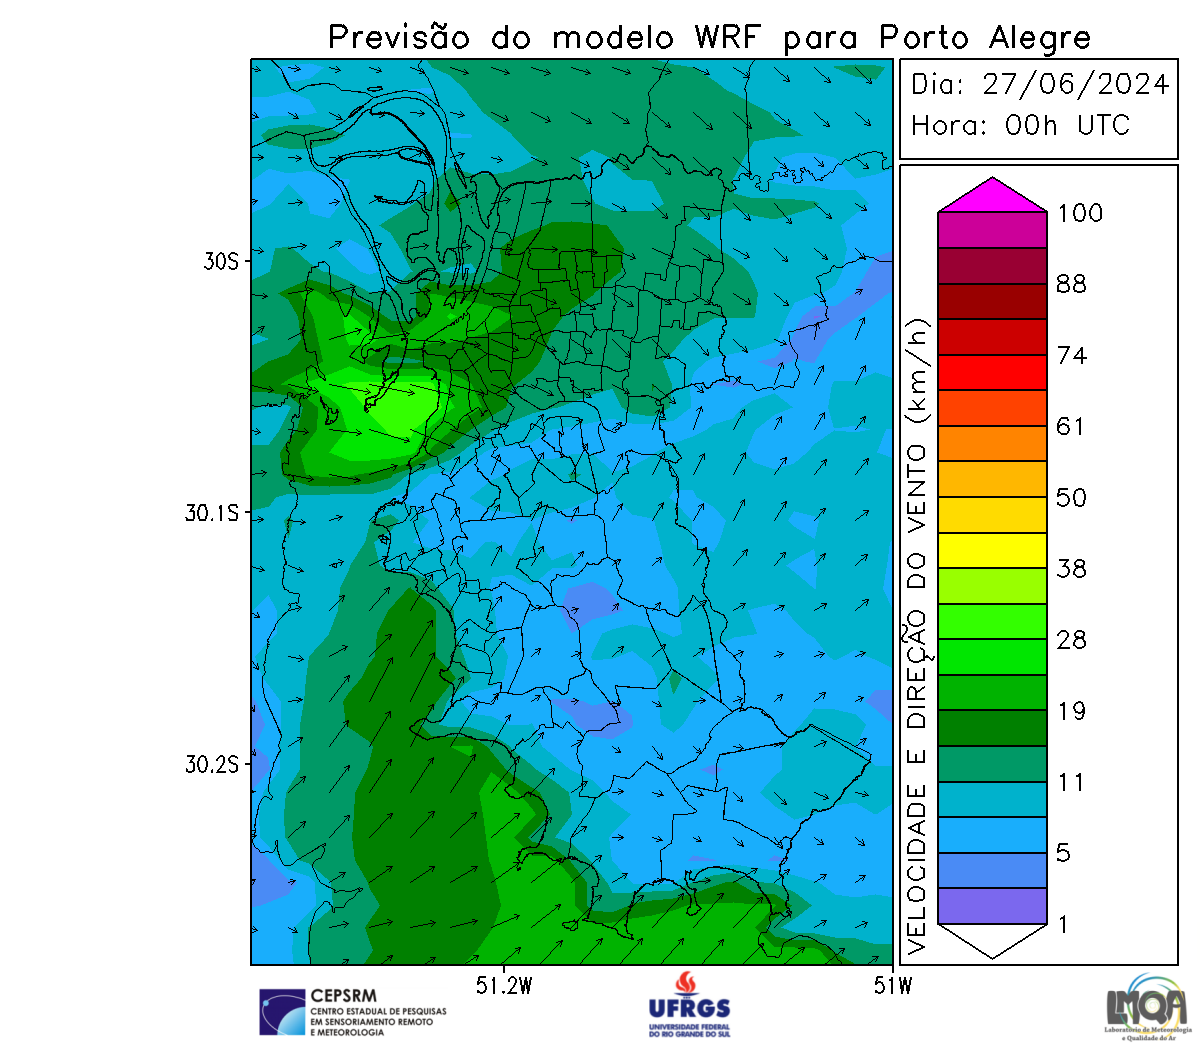 Previsão do modelo WRF para Porto Alegre
Dia: 27/06/2024
Hora: 00h UTC
30S
30.1S
30.2S
51.2W
51W
VELOCIDADE E DIREÇÃO DO VENTO (km/h)
100
88
74
61
50
38
28
19
11
5
1
CEPSRM
CENTRO ESTADUAL DE PESQUISAS
EM SENSORIAMENTO REMOTO
E METEOROLOGIA
UFRGS
UNIVERSIDADE FEDERAL
DO RIO GRANDE DO SUL
LMQA
Laboratório de Meteorologia
e Qualidade do Ar